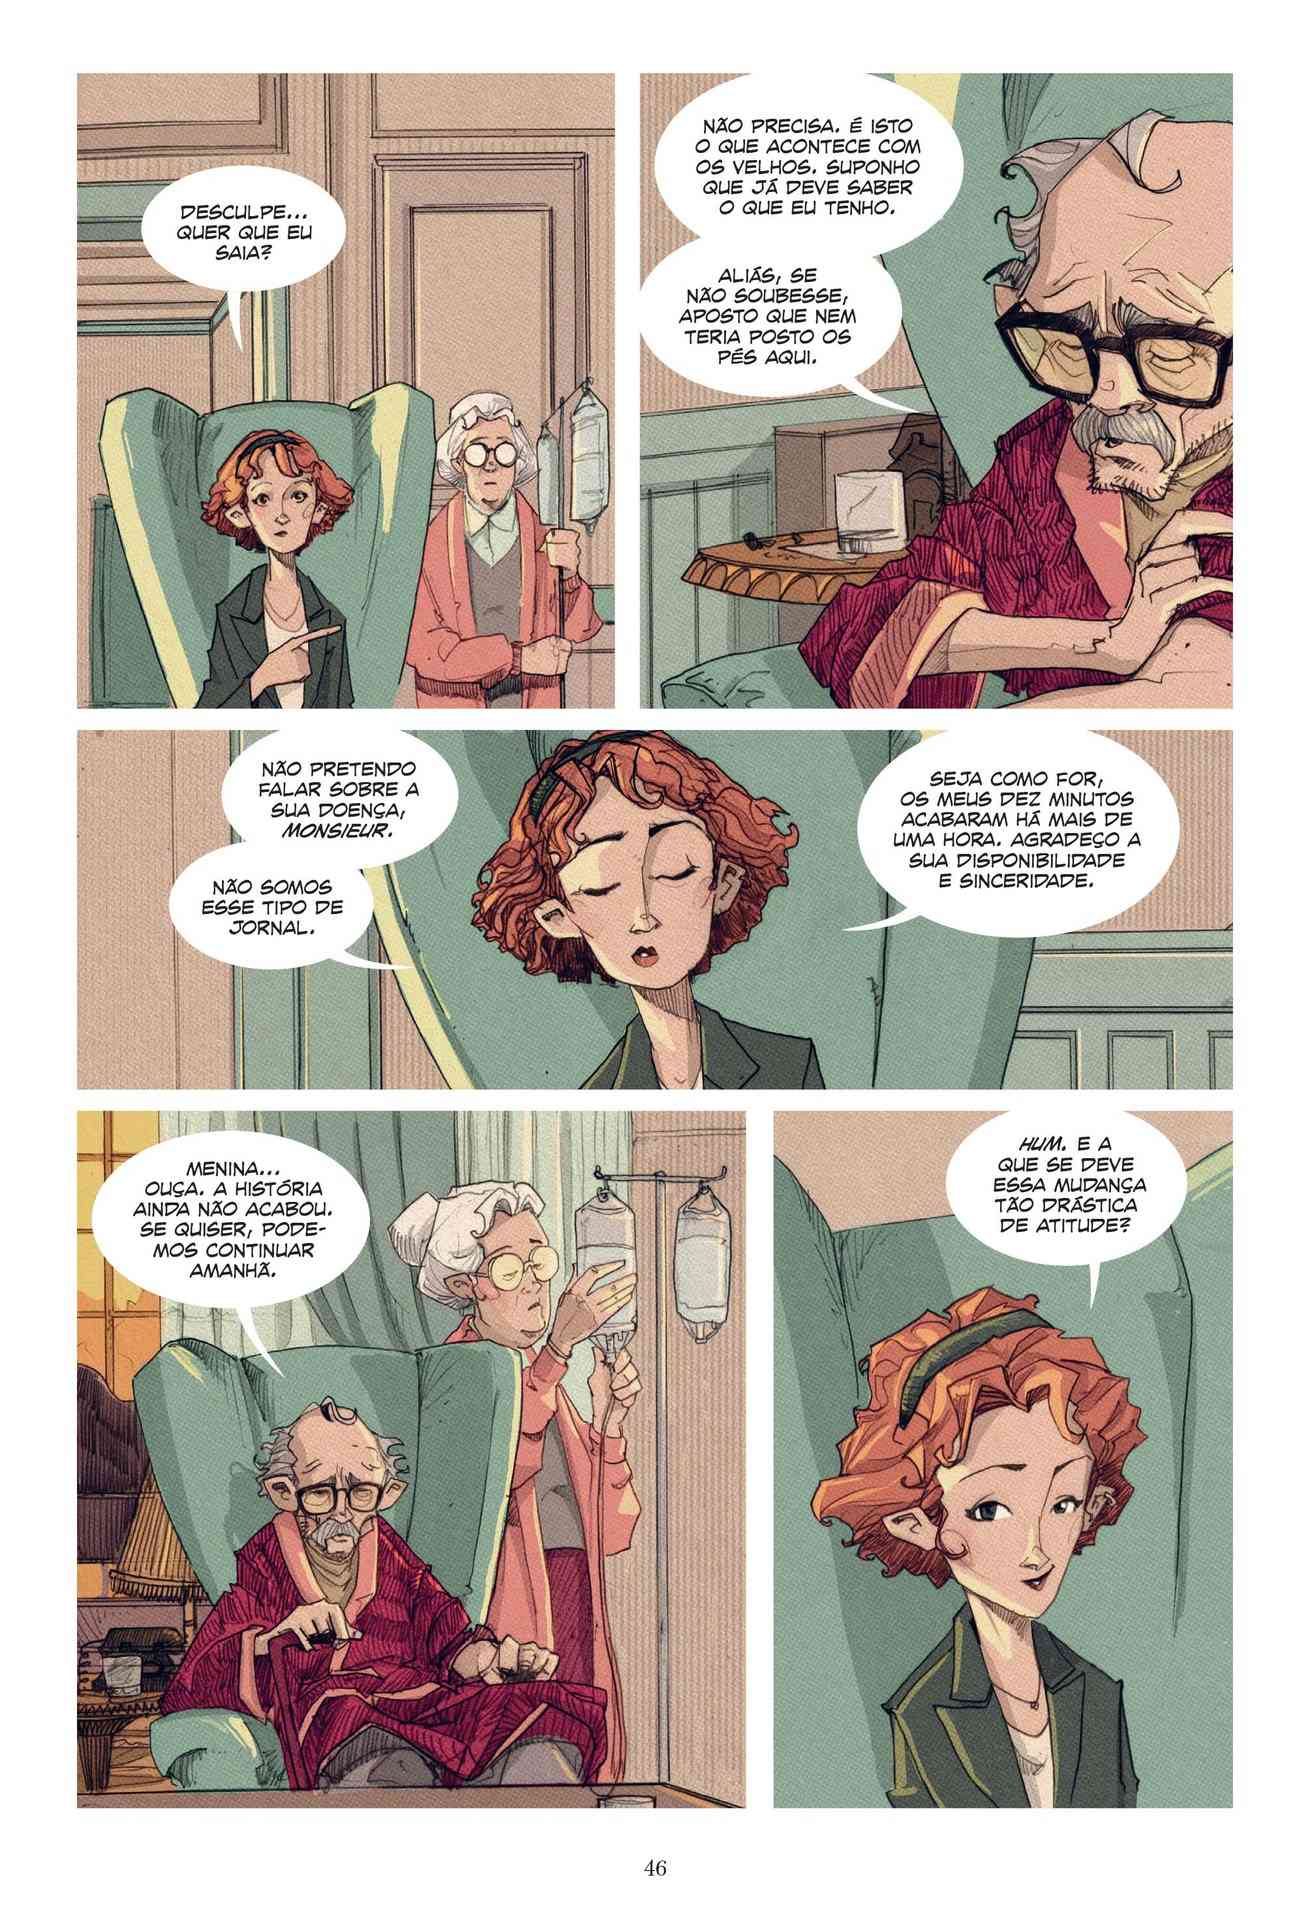 DESCULPE...
QUER QUE EU
SAIA?
NÃO PRECISA. É ISTO
O QUE ACONTECE COM
OS VELHOS. SUPONHO
QUE JÁ DEVE SABER
O QUE EU TENHO.
ALIÁS, SE
NÃO SOUBESSE,
APOSTO QUE NEM
TERIA POSTO OS
PÉS AQUI.
NÃO PRETENDO
FALAR SOBRE A
SUA DOENÇA,
MONSIEUR.
NÃO SOMOS
ESSE TIPO DE
JORNAL.
SEJA COMO FOR,
OS MEUS DEZ MINUTOS
ACABARAM HÁ MAIS DE
UMA HORA. AGRADEÇO A
SUA DISPONIBILIDADE
E SINCERIDADE.
MENINA...
OUÇA. A HISTÓRIA
AINDA NÃO ACABOU.
SE QUISER, PODE-
MOS CONTINUAR
AMANHÃ.
HUM. E A
QUE SE DEVE
ESSA MUDANÇA
TÃO DRÁSTICA
DE ATITUDE?
46